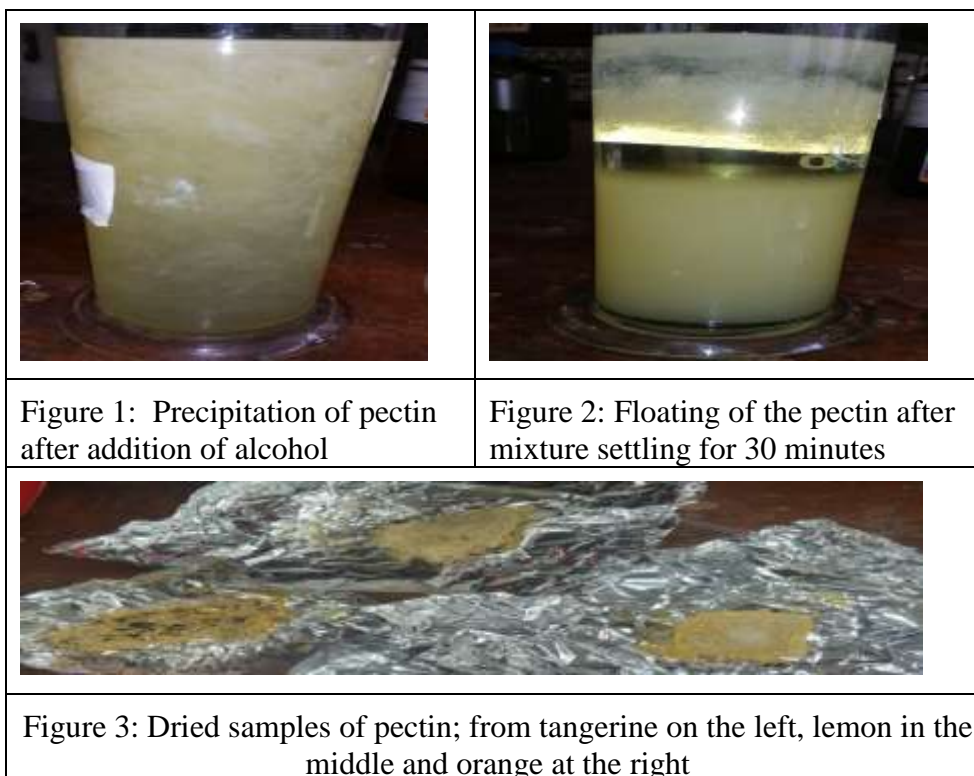 Figure 1: Precipitation of pectin
after addition of alcohol
Figure 2: Floating of the pectin after
mixture settling for 30 minutes
Figure 3: Dried samples of pectin; from tangerine on the left, lemon in the
middle and orange at the right